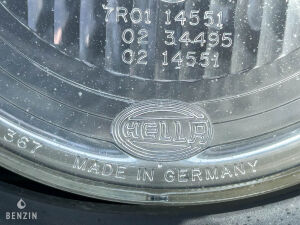 7R01 14551
02 34495
02 14551
HELLA
367 MADE IN GERMANY
BENZIN